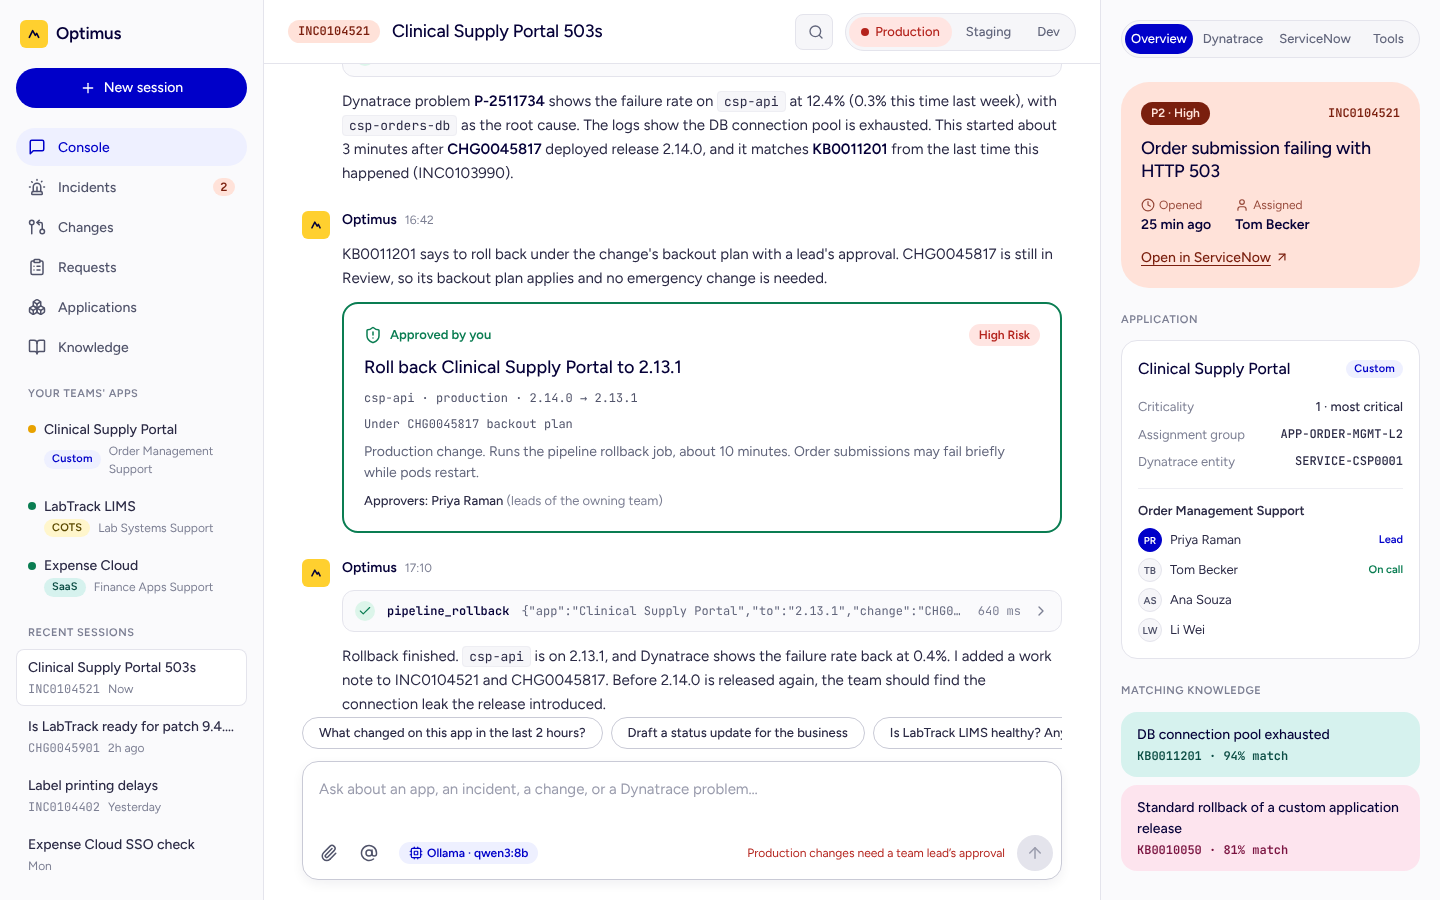 Optimus
New session
Console
Incidents 2
Changes
Requests
Applications
Knowledge
YOUR TEAMS' APPS
Clinical Supply Portal
Custom Order Management Support
LabTrack LIMS
COTS Lab Systems Support
Expense Cloud
SaaS Finance Apps Support
RECENT SESSIONS
Clinical Supply Portal 503s
INC0104521 Now
Is LabTrack ready for patch 9.4....
CHG0045901 2h ago
Label printing delays
INC0104402 Yesterday
Expense Cloud SSO check
Mon
INC0104521 Clinical Supply Portal 503s
Production Staging Dev
Dynatrace problem P-2511734 shows the failure rate on csp-api at 12.4% (0.3% this time last week), with
csp-orders-db as the root cause. The logs show the DB connection pool is exhausted. This started about
3 minutes after CHG0045817 deployed release 2.14.0, and it matches KB0011201 from the last time this
happened (INC0103990).
Optimus 16:42
KB0011201 says to roll back under the change's backout plan with a lead's approval. CHG0045817 is still in
Review, so its backout plan applies and no emergency change is needed.
Approved by you High Risk
Roll back Clinical Supply Portal to 2.13.1
csp-api · production · 2.14.0 → 2.13.1
Under CHG0045817 backout plan
Production change. Runs the pipeline rollback job, about 10 minutes. Order submissions may fail briefly
while pods restart.
Approvers: Priya Raman (leads of the owning team)
Optimus 17:10
pipeline_rollback {"app":"Clinical Supply Portal","to":"2.13.1","change":"CHG0… 640 ms
Rollback finished. csp-api is on 2.13.1, and Dynatrace shows the failure rate back at 0.4%. I added a work
note to INC0104521 and CHG0045817. Before 2.14.0 is released again, the team should find the
connection leak the release introduced.
What changed on this app in the last 2 hours? Draft a status update for the business Is LabTrack LIMS healthy? Any
Ask about an app, an incident, a change, or a Dynatrace problem...
Ollama · qwen3:8b Production changes need a team lead's approval
Overview Dynatrace ServiceNow Tools
P2 · High INC0104521
Order submission failing with
HTTP 503
Opened Assigned
25 min ago Tom Becker
Open in ServiceNow
APPLICATION
Clinical Supply Portal Custom
Criticality 1 · most critical
Assignment group APP-ORDER-MGMT-L2
Dynatrace entity SERVICE-CSP0001
Order Management Support
PR Priya Raman Lead
TB Tom Becker On call
AS Ana Souza
LW Li Wei
MATCHING KNOWLEDGE
DB connection pool exhausted
KB0011201 · 94% match
Standard rollback of a custom application
release
KB0010050 · 81% match